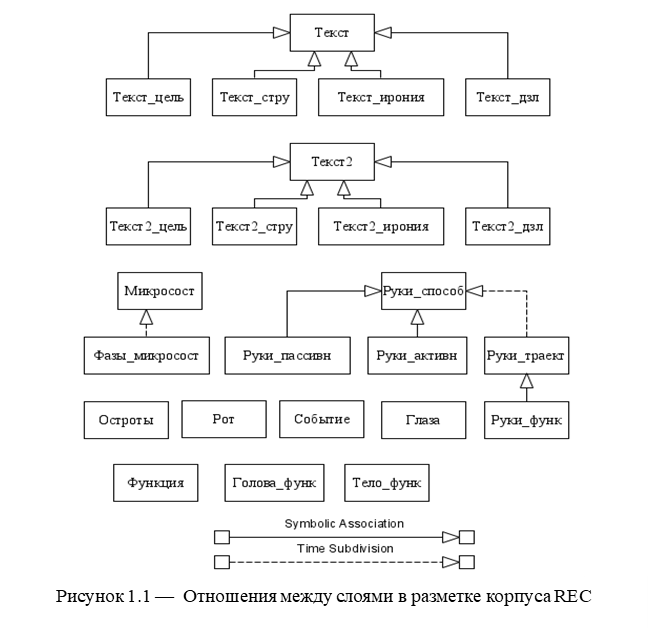 Текст
Текст_цель Текст_стру Текст_ирония Текст_дзл
Текст2
Текст2_цель Текст2_стру Текст2_ирония Текст2_дзл
Микросост Руки_способ
Фазы_микросост Руки_пассивн Руки_активн Руки_траект
Остроты Рот Событие Глаза Руки_функ
Функция Голова_функ Тело_функ
Symbolic Association
Time Subdivision
Рисунок 1.1 — Отношения между слоями в разметке корпуса REC